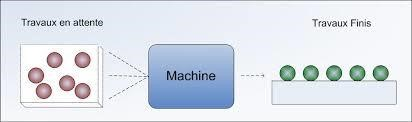 Travaux en attente
Travaux Finis
Machine